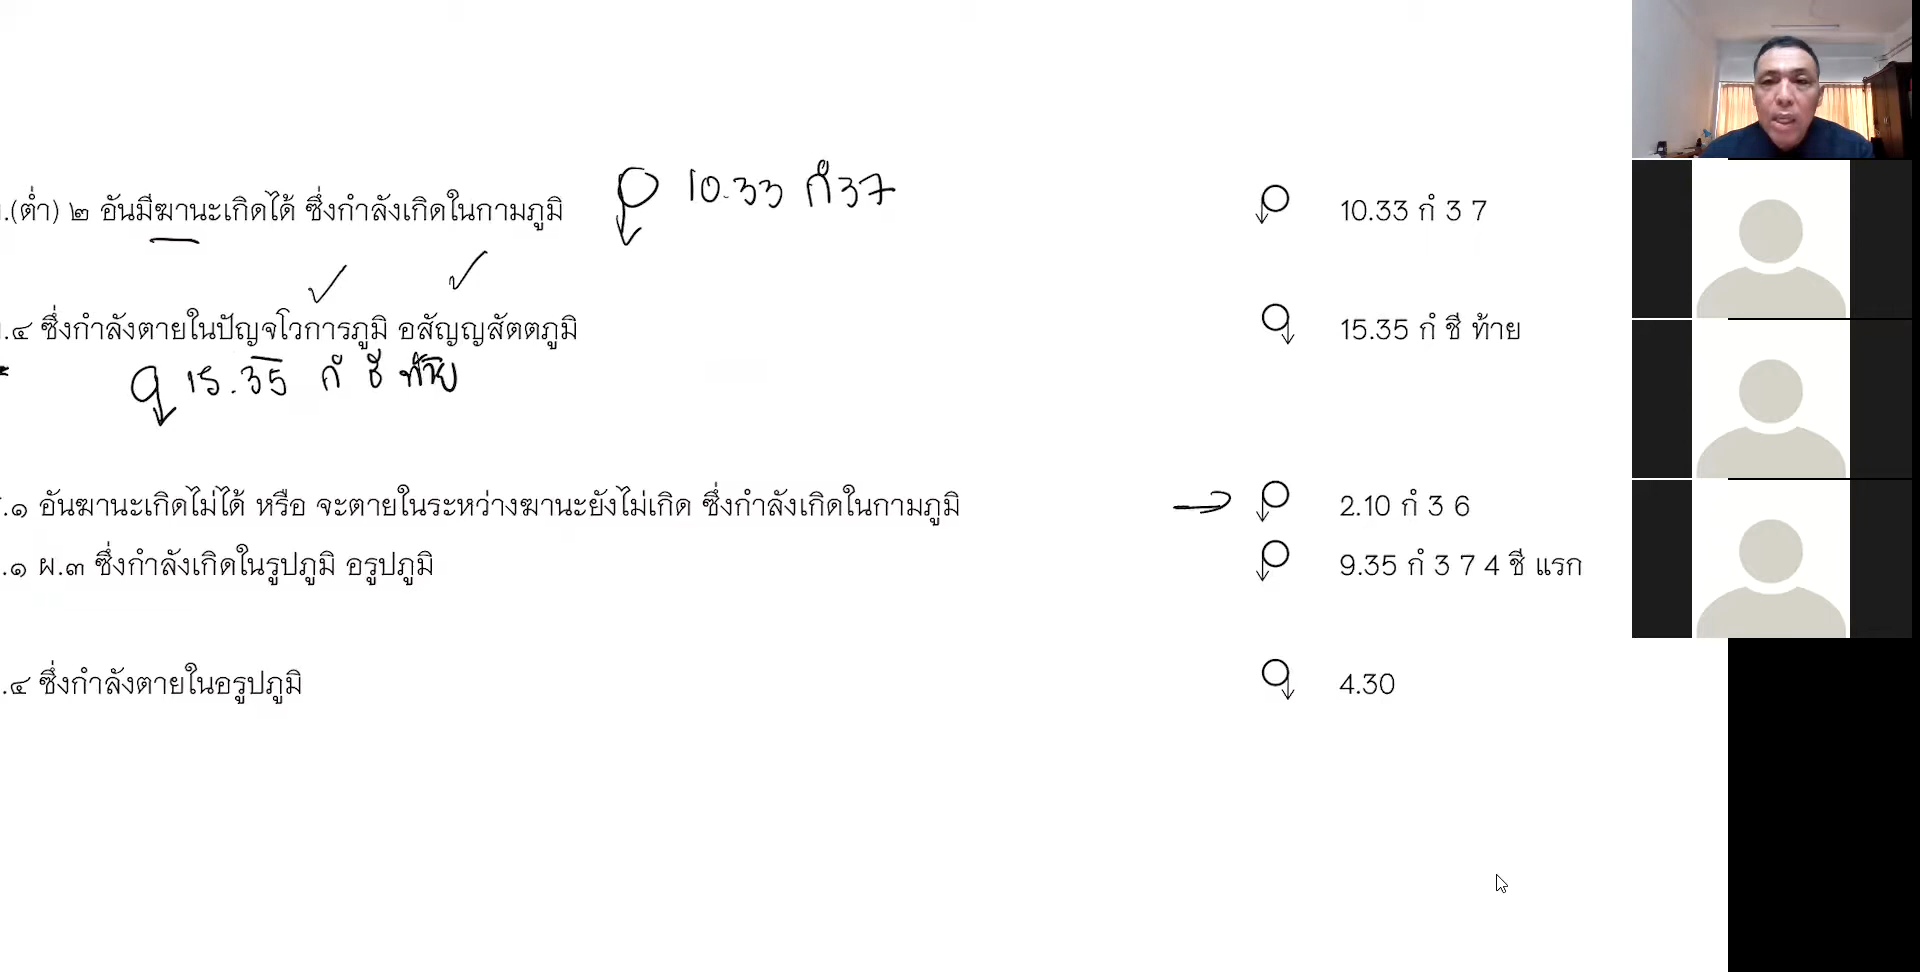 .(ต่ำ) ๒ อันมีฆานะเกิดได้ ซึ่งกำลังเกิดในกามภูมิ 10.33 กํ 37 10.33 กํ 3 7
.๔ ซึ่งกำลังตายในปัญจโวการภูมิ อสัญญสัตตภูมิ 15.35 กํ ชี ท้าย
15.35 กํ ชี ท้าย
.๑ อันฆานะเกิดไม่ได้ หรือ จะตายในระหว่างฆานะยังไม่เกิด ซึ่งกำลังเกิดในกามภูมิ 2.10 กํ 3 6
.๑ ผ.๓ ซึ่งกำลังเกิดในรูปภูมิ อรูปภูมิ 9.35 กํ 3 7 4 ชี แรก
.๔ ซึ่งกำลังตายในอรูปภูมิ 4.30